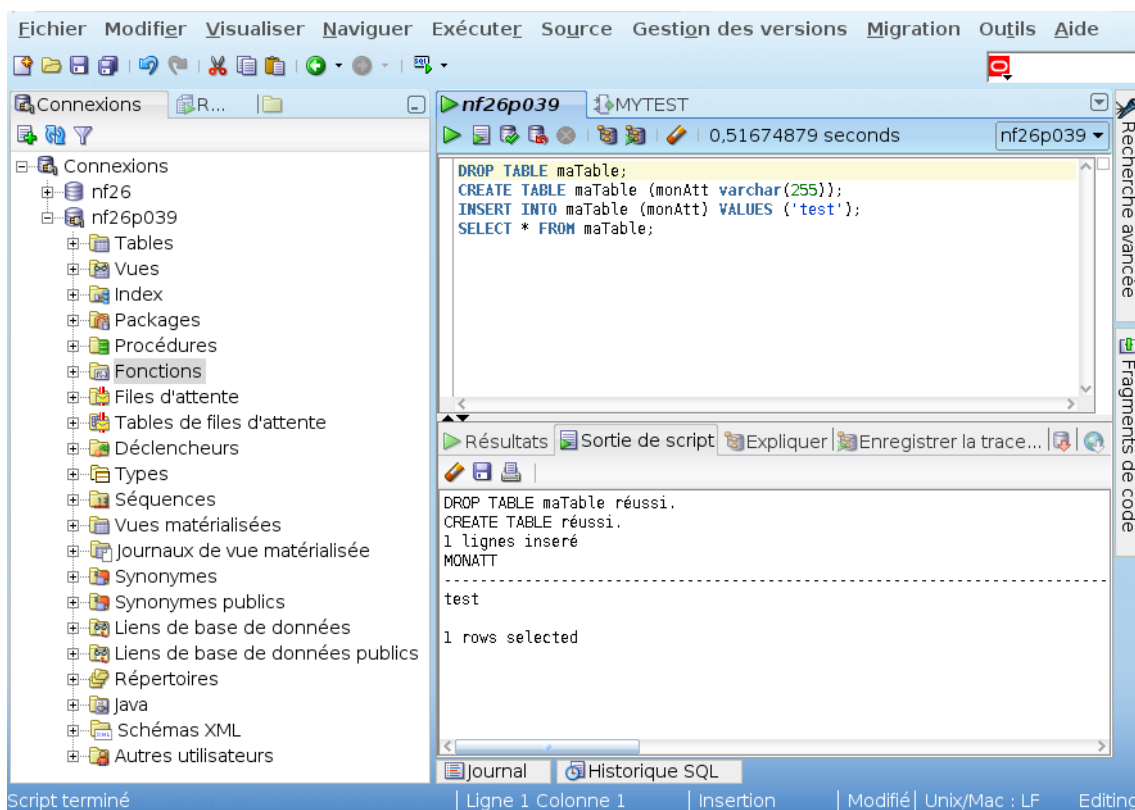 Fichier Modifier Visualiser Naviguer Exécuter Source Gestion des versions Migration Outils Aide
Connexions R...
nf26p039 MYTEST
0,51674879 seconds nf26p039
Connexions
nf26
nf26p039
Tables
Vues
Index
Packages
Procédures
Fonctions
Files d'attente
Tables de files d'attente
Déclencheurs
Types
Séquences
Vues matérialisées
Journaux de vue matérialisée
Synonymes
Synonymes publics
Liens de base de données
Liens de base de données publics
Répertoires
Java
Schémas XML
Autres utilisateurs
DROP TABLE maTable;
CREATE TABLE maTable (monAtt varchar(255));
INSERT INTO maTable (monAtt) VALUES ('test');
SELECT * FROM maTable;
Résultats Sortie de script Expliquer Enregistrer la trace...
DROP TABLE maTable réussi.
CREATE TABLE réussi.
1 lignes inseré
MONATT
-----------------------------------------------------------------------------------
test
1 rows selected
Journal Historique SQL
Recherche avancée
Fragments de code
Script terminé Ligne 1 Colonne 1 Insertion Modifié Unix/Mac : LF Editing